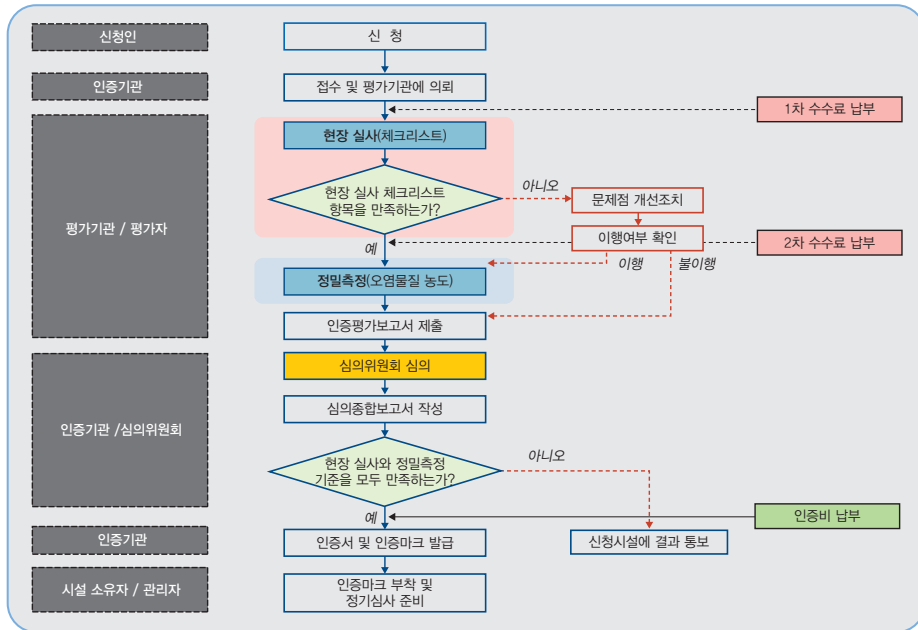 신청인
신 청
인증기관
접수 및 평가기관에 의뢰
1차 수수료 납부
평가기관 / 평가자
현장 실사(체크리스트)
현장 실사 체크리스트
항목을 만족하는가?
아니오
문제점 개선조치
이행여부 확인
2차 수수료 납부
예
이행
불이행
정밀측정(오염물질 농도)
인증평가보고서 제출
인증기관 /심의위원회
심의위원회 심의
심의종합보고서 작성
현장 실사와 정밀측정
기준을 모두 만족하는가?
아니오
예
인증비 납부
인증기관
인증서 및 인증마크 발급
신청시설에 결과 통보
시설 소유자 / 관리자
인증마크 부착 및
정기심사 준비